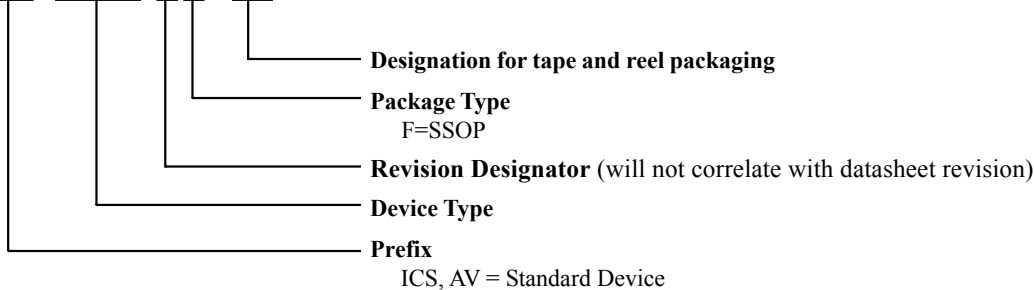 Designation for tape and reel packaging
Package Type
F=SSOP
Revision Designator (will not correlate with datasheet revision)
Device Type
Prefix
ICS, AV = Standard Device